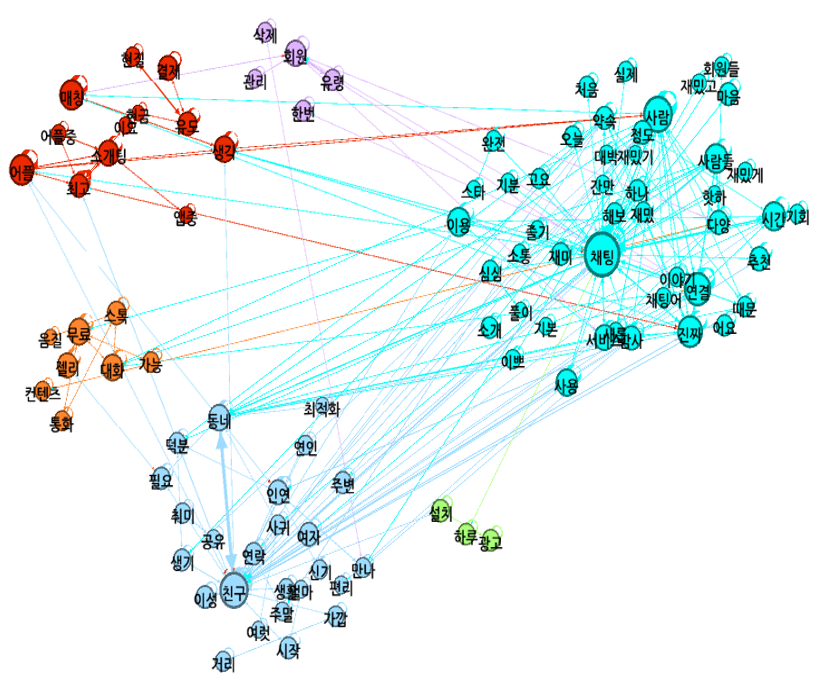 삭제
회원
관리
유령
한번
현질
결제
매칭
현금
이요
유도
어플중
소개팅
생각
어플
최고
앱중
회원들
실제
처음
재밌고
마음
약속
사람
정도
오늘
완전
대박
재밌기
사람들
재밌게
스타
지분
고요
간만
하나
핫하
해보
재밌
이용
즐기
다양
시간
기회
소통
재미
채팅
심심
추천
이야기
연결
채팅어
때문
풀이
소개
기본
서비스
감사
진짜
어요
이쁘
사용
스톡
음질
무료
젤리
대화
가능
컨텐츠
통화
동네
최적화
덕분
연인
필요
인연
주변
취미
사귀
여자
공유
생기
연락
신기
만나
이성
친구
생활
얼마
편리
주말
가깝
여럿
시작
거리
설치
하루
광고